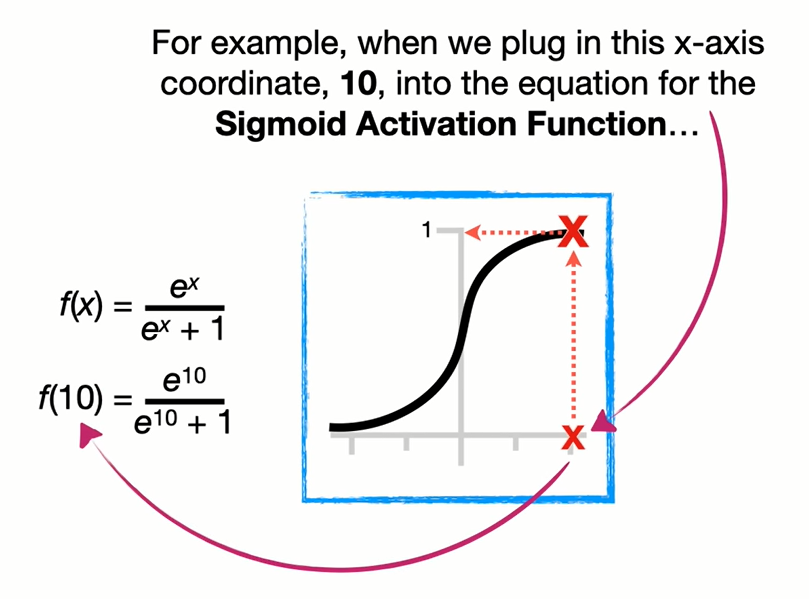 For example, when we plug in this x-axis
coordinate, 10, into the equation for the
Sigmoid Activation Function…
1
X
f(x) = e^x / (e^x + 1)
f(10) = e^10 / (e^10 + 1)
X